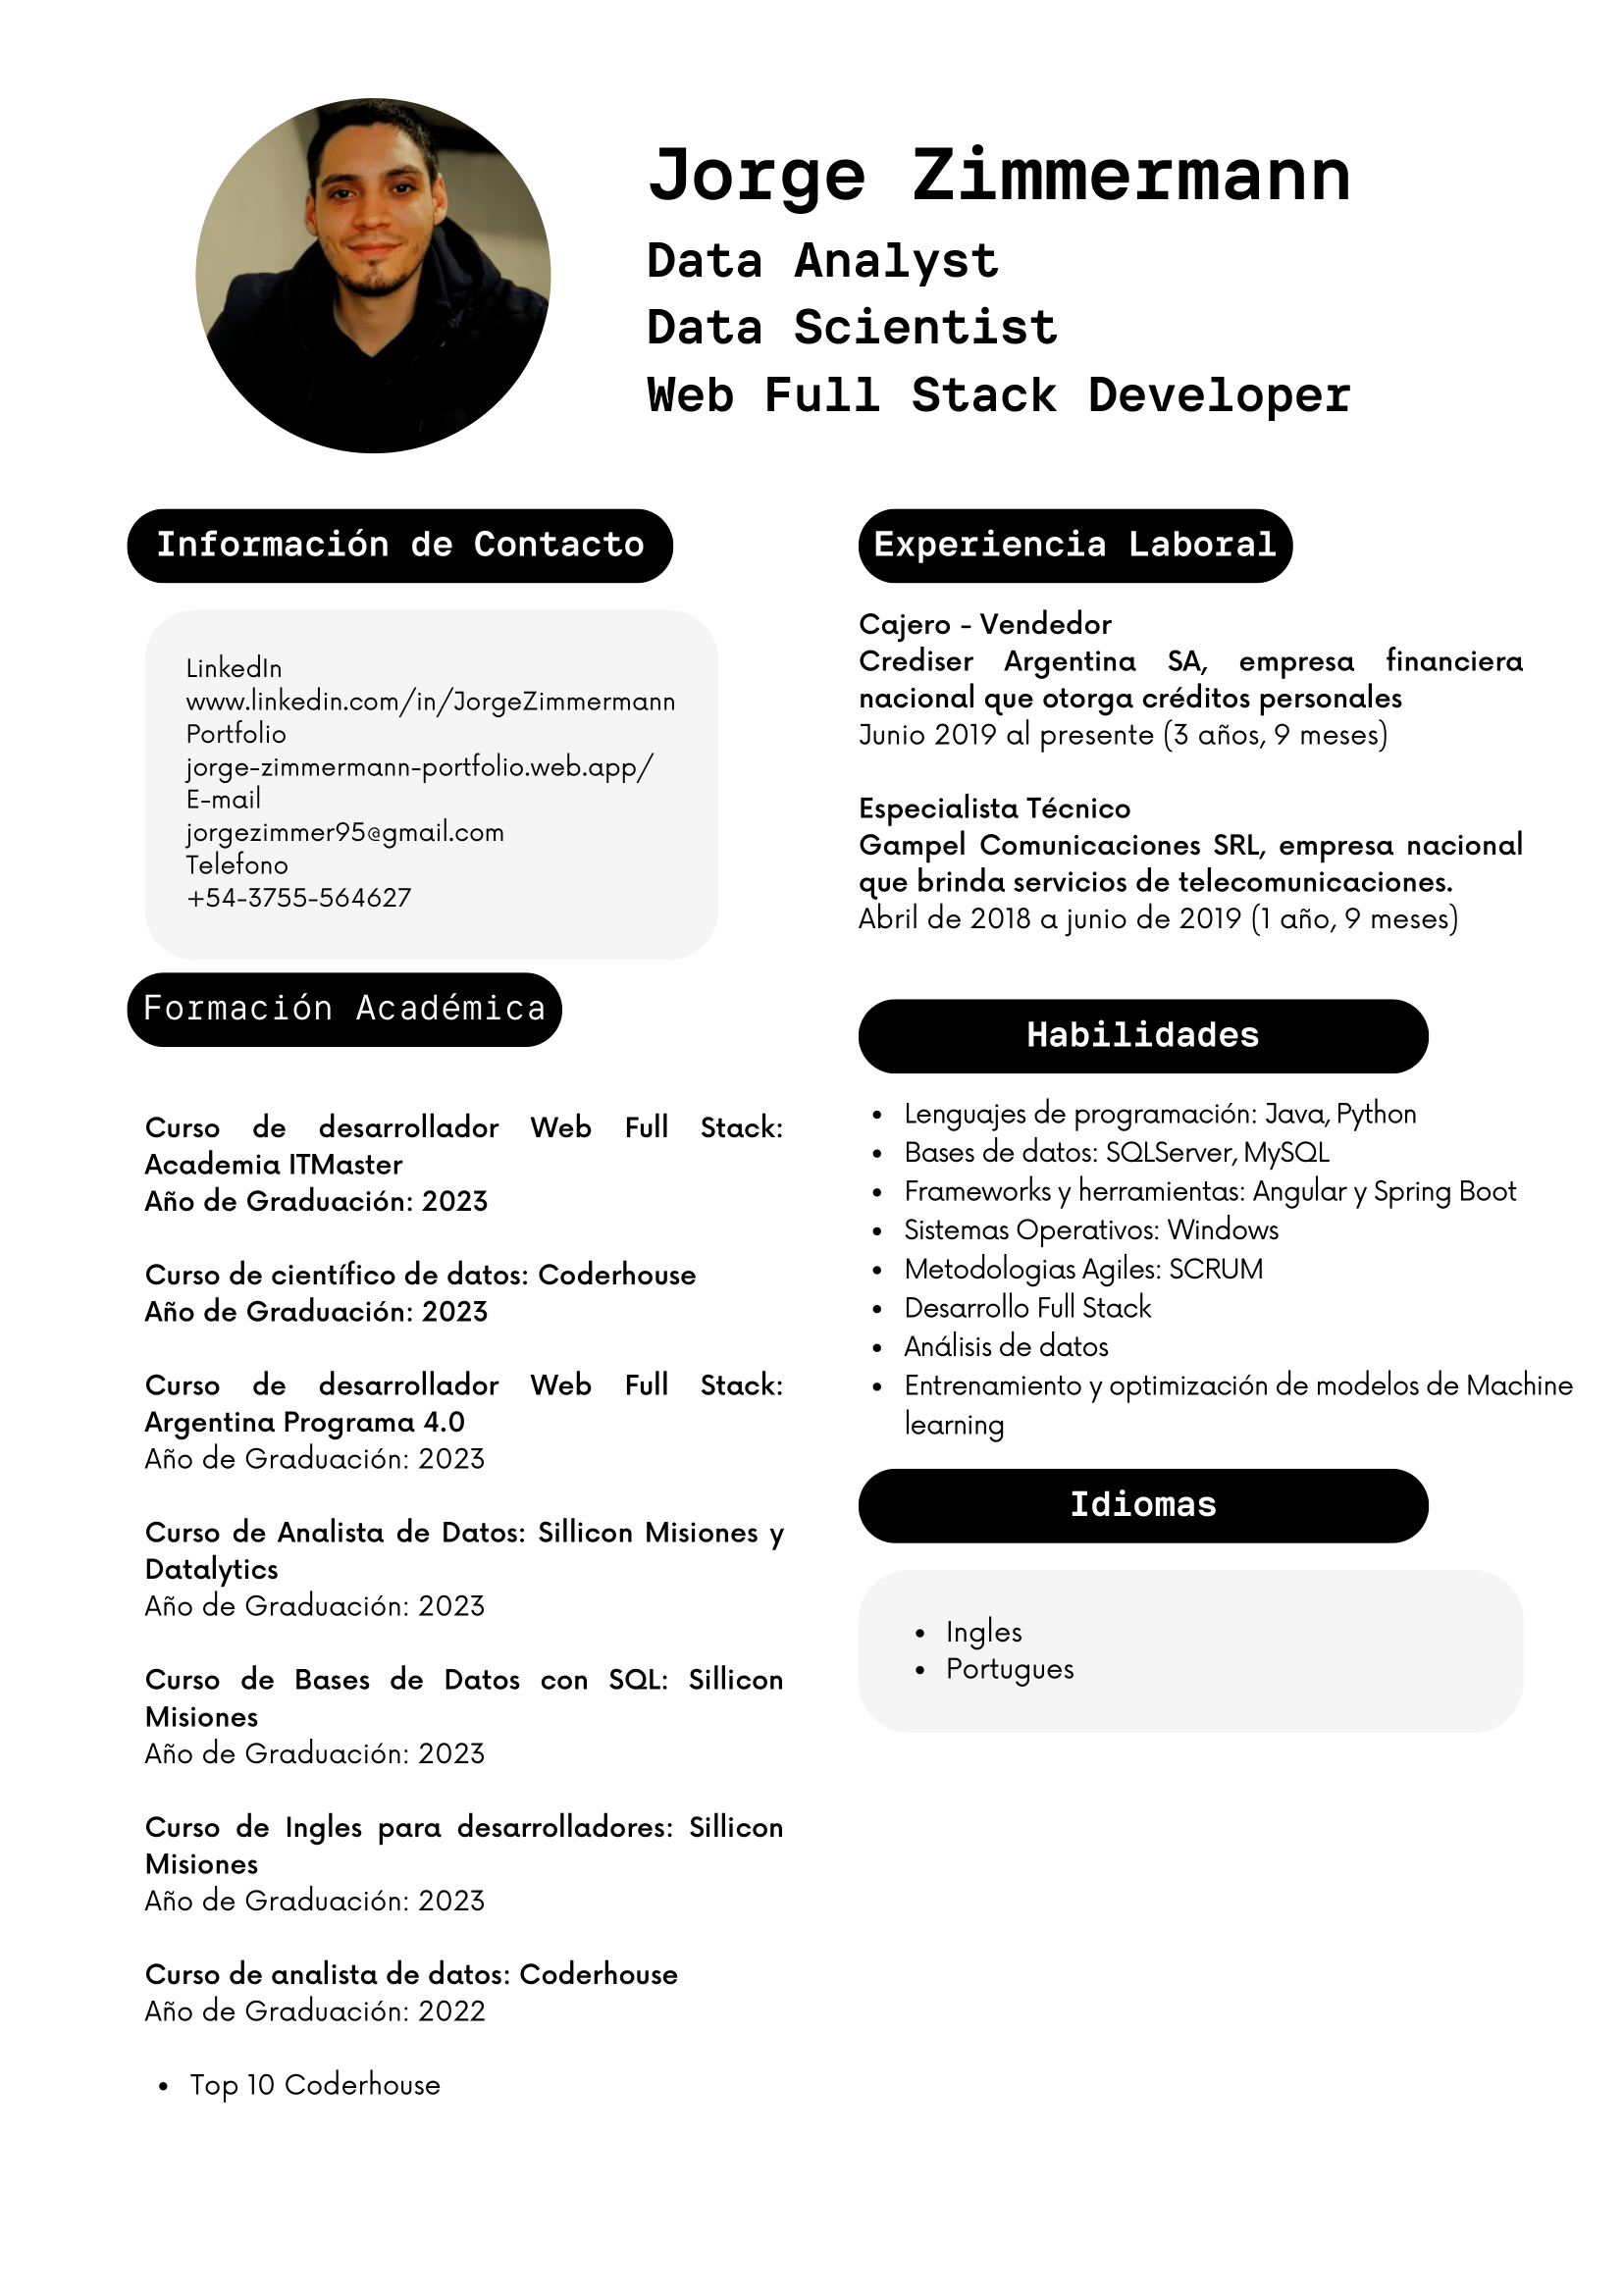 Jorge Zimmermann
Data Analyst
Data Scientist
Web Full Stack Developer
Información de Contacto
LinkedIn
www.linkedin.com/in/JorgeZimmermann
Portfolio
jorge-zimmermann-portfolio.web.app/
E-mail
jorgezimmer95@gmail.com
Telefono
+54-3755-564627
Formación Académica
Curso de desarrollador Web Full Stack:
Academia ITMaster
Año de Graduación: 2023
Curso de científico de datos: Coderhouse
Año de Graduación: 2023
Curso de desarrollador Web Full Stack:
Argentina Programa 4.0
Año de Graduación: 2023
Curso de Analista de Datos: Sillicon Misiones y
Datalytics
Año de Graduación: 2023
Curso de Bases de Datos con SQL: Sillicon
Misiones
Año de Graduación: 2023
Curso de Ingles para desarrolladores: Sillicon
Misiones
Año de Graduación: 2023
Curso de analista de datos: Coderhouse
Año de Graduación: 2022
• Top 10 Coderhouse
Experiencia Laboral
Cajero - Vendedor
Crediser Argentina SA, empresa financiera
nacional que otorga créditos personales
Junio 2019 al presente (3 años, 9 meses)
Especialista Técnico
Gampel Comunicaciones SRL, empresa nacional
que brinda servicios de telecomunicaciones.
Abril de 2018 a junio de 2019 (1 año, 9 meses)
Habilidades
• Lenguajes de programación: Java, Python
• Bases de datos: SQLServer, MySQL
• Frameworks y herramientas: Angular y Spring Boot
• Sistemas Operativos: Windows
• Metodologias Agiles: SCRUM
• Desarrollo Full Stack
• Análisis de datos
• Entrenamiento y optimización de modelos de Machine
learning
Idiomas
• Ingles
• Portugues